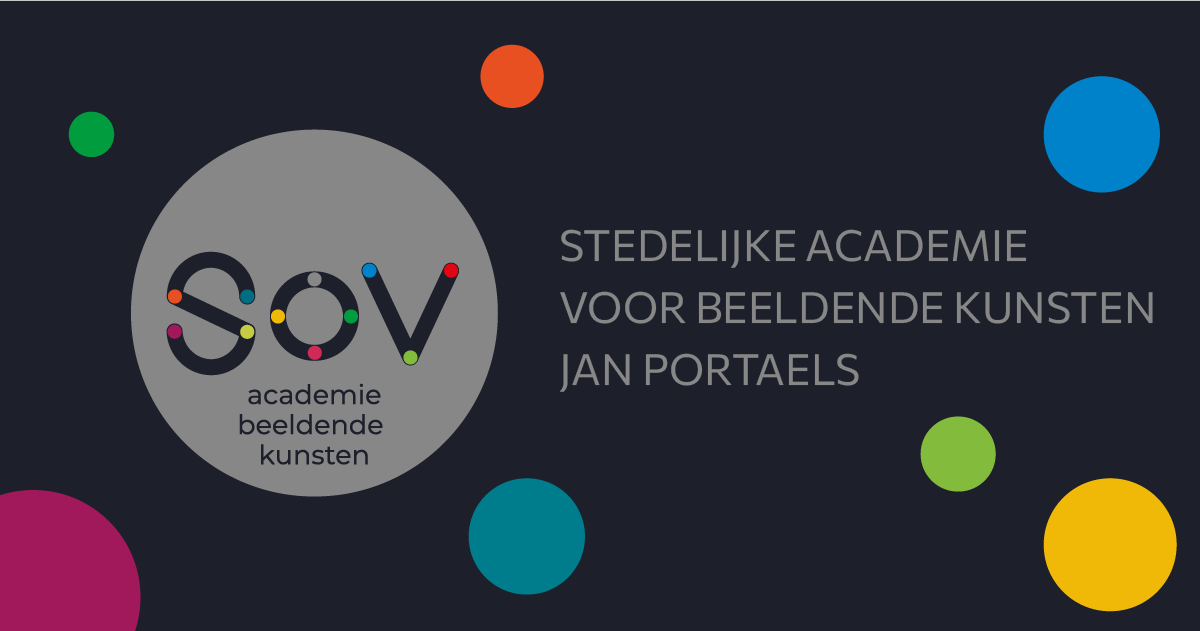 SOV
academie
beeldende
kunsten
STEDELIJKE ACADEMIE
VOOR BEELDENDE KUNSTEN
JAN PORTAELS